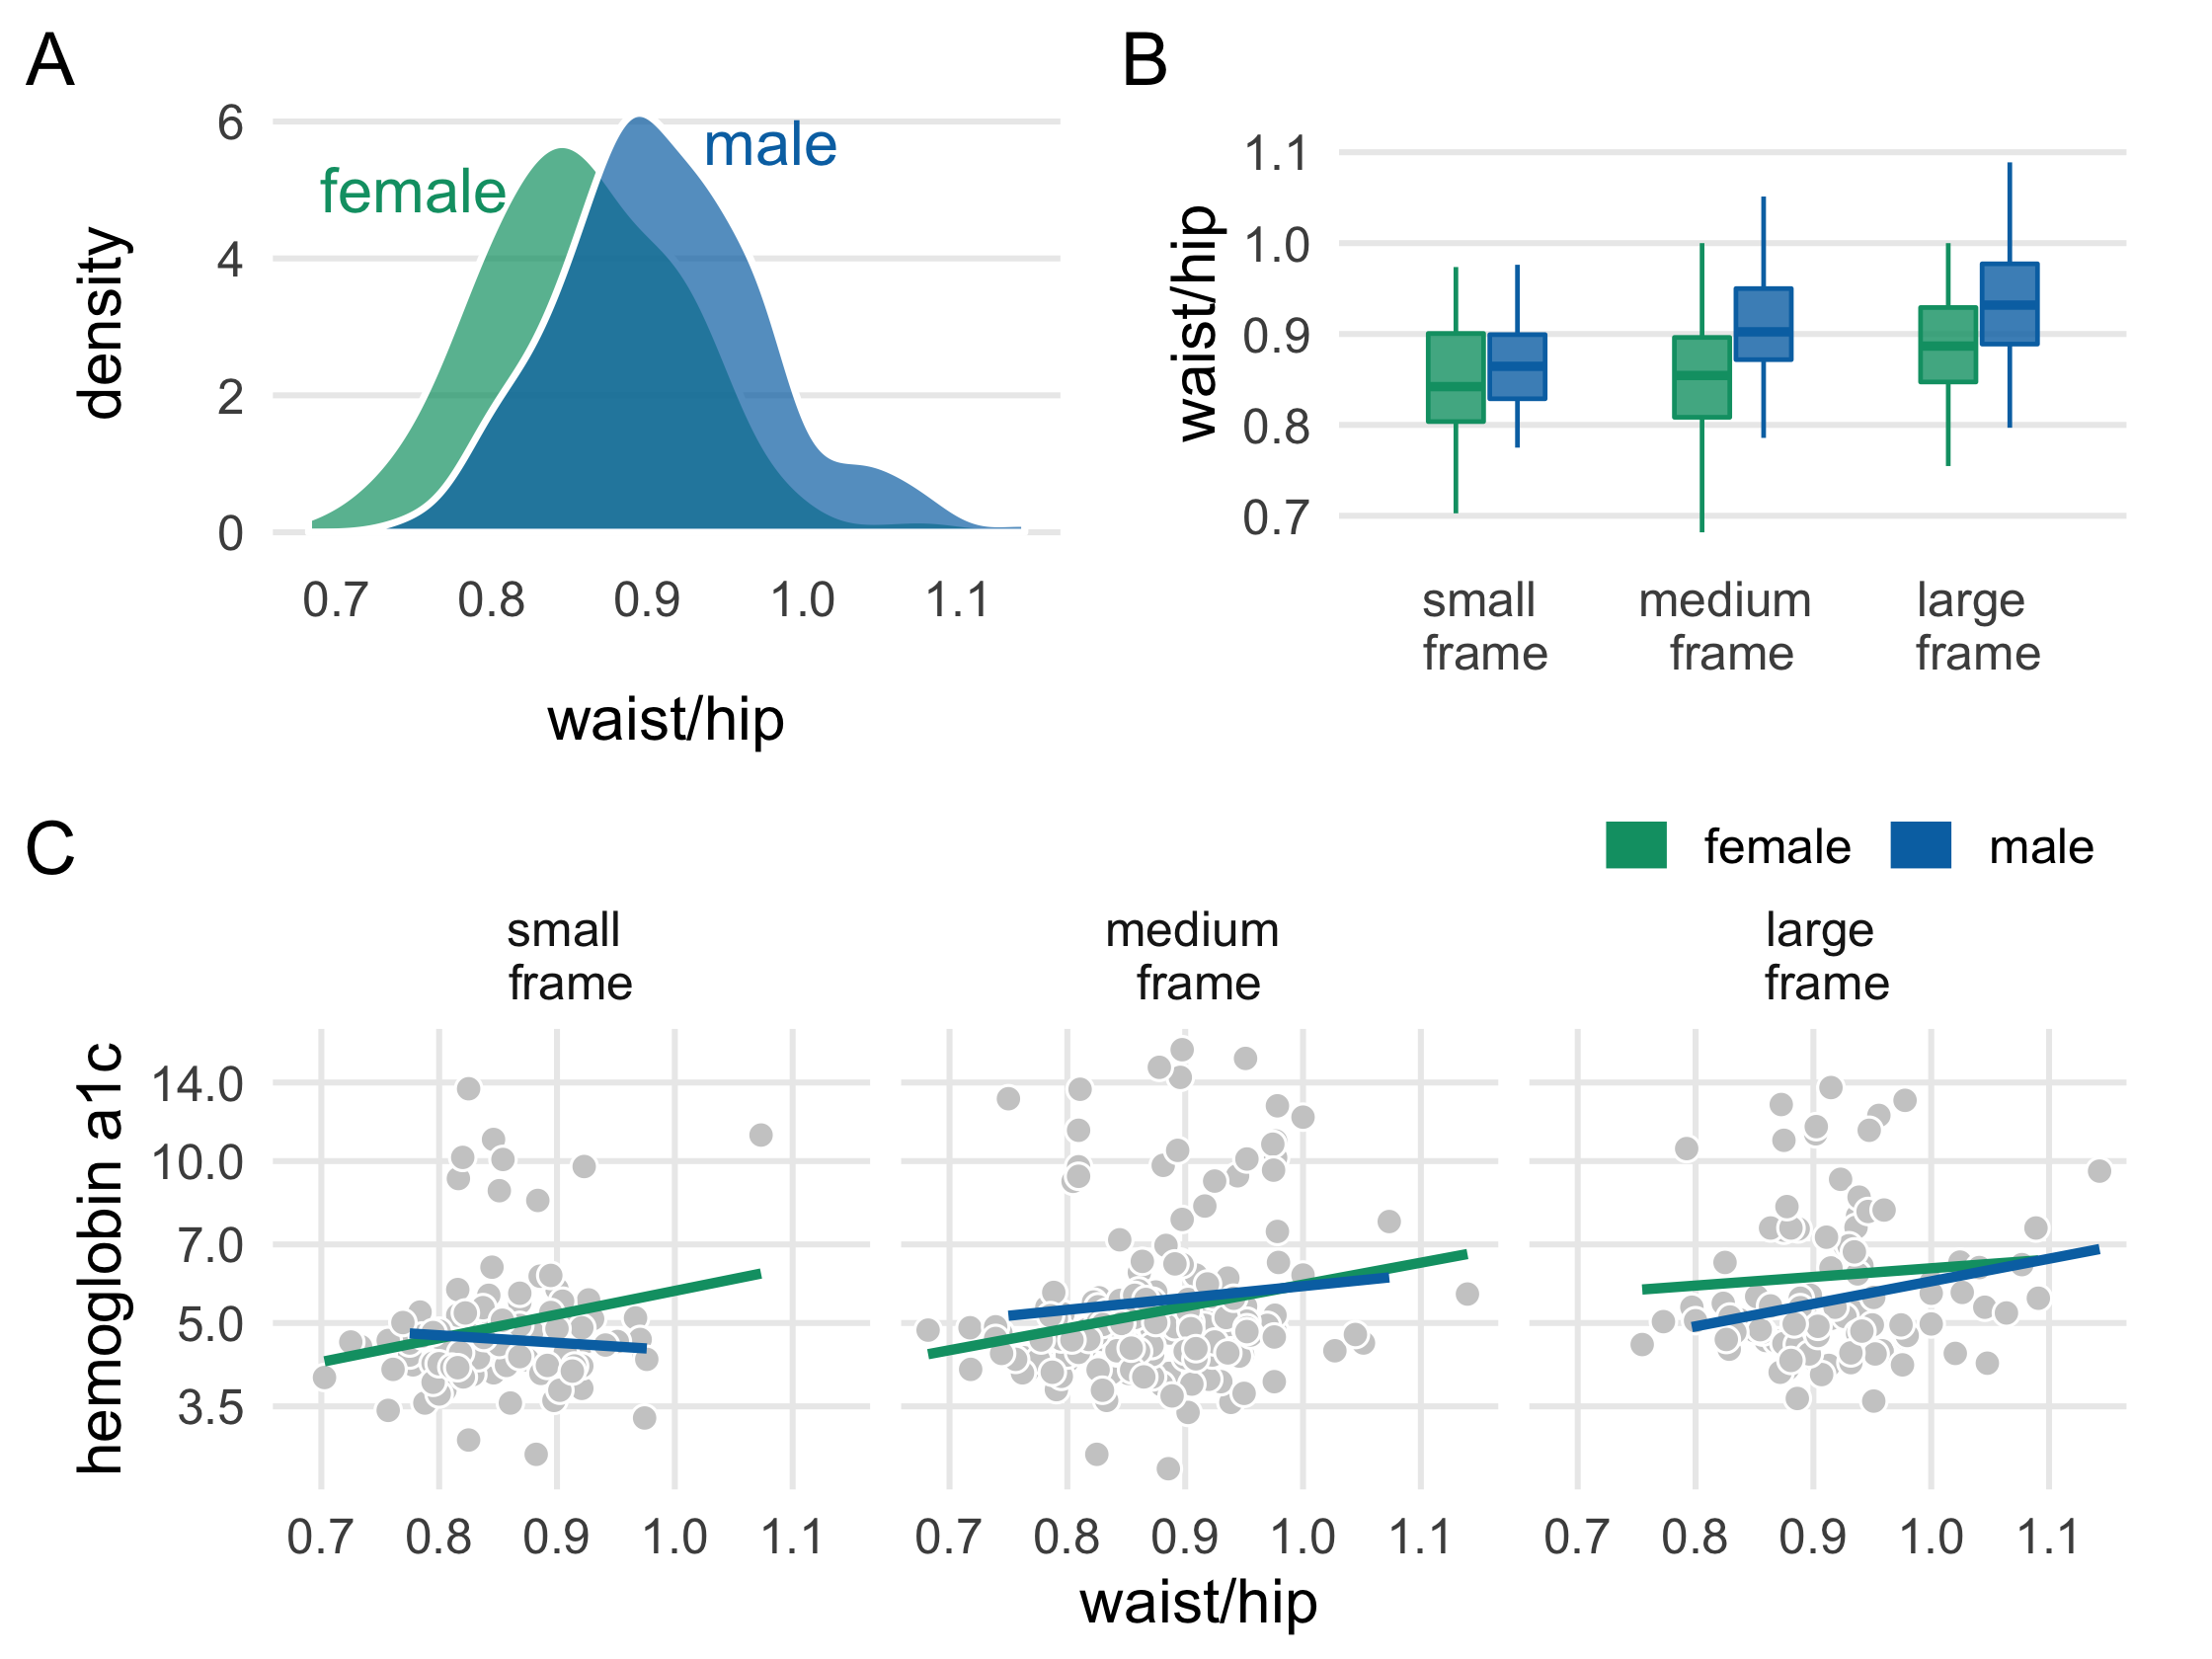 A
density
6
4
2
0
female
male
0.7 0.8 0.9 1.0 1.1
waist/hip
B
waist/hip
1.1
1.0
0.9
0.8
0.7
small
frame
medium
frame
large
frame
C
female male
small
frame
medium
frame
large
frame
hemoglobin a1c
14.0
10.0
7.0
5.0
3.5
0.7 0.8 0.9 1.0 1.1
0.7 0.8 0.9 1.0 1.1
0.7 0.8 0.9 1.0 1.1
waist/hip